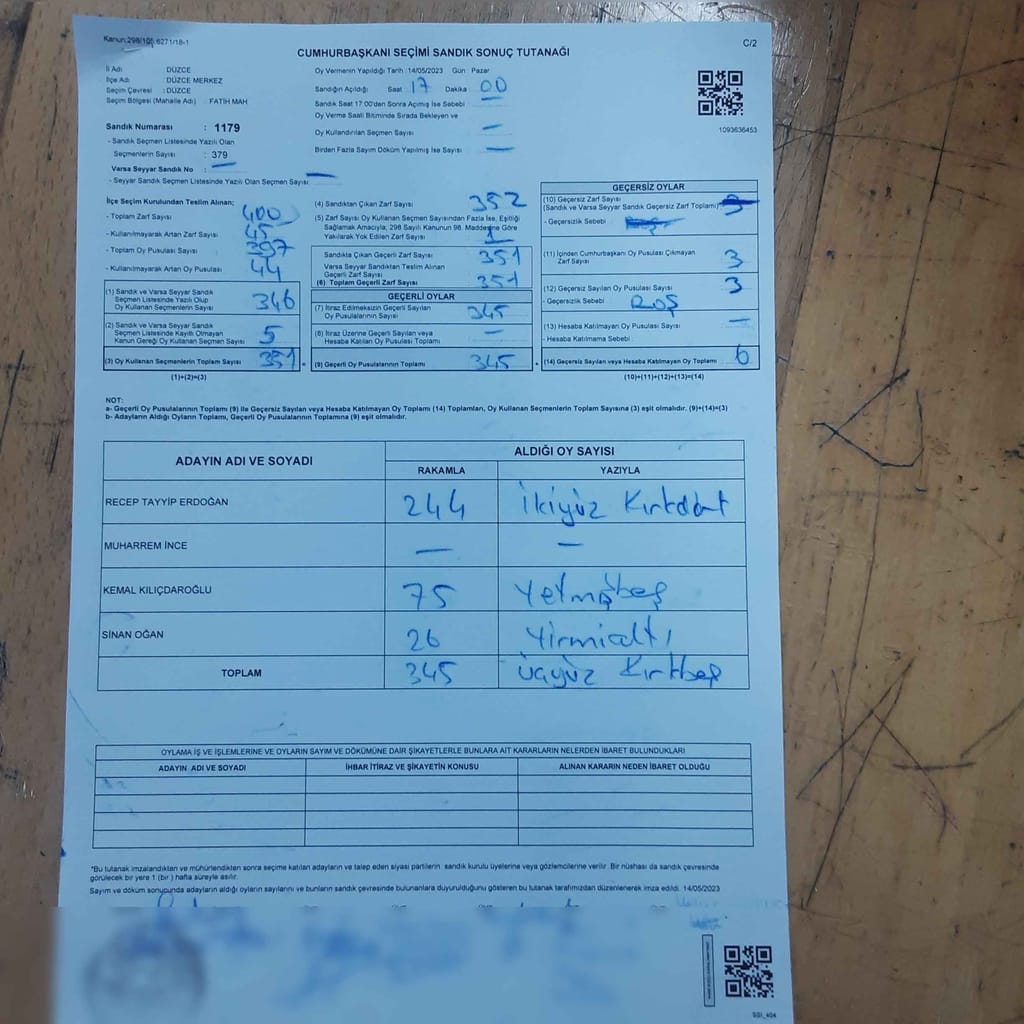 Kanun:298/105,6271/18-1
CUMHURBAŞKANI SEÇİMİ SANDIK SONUÇ TUTANAĞI
C/2
İl Adı : DÜZCE
İlçe Adı : DÜZCE MERKEZ
Seçim Çevresi : DÜZCE
Seçim Bölgesi (Mahalle Adı) : FATİH MAH
Sandık Numarası : 1179
- Sandık Seçmen Listesinde Yazılı Olan
Seçmenlerin Sayısı : 379
Varsa Seyyar Sandık No : —
- Seyyar Sandık Listesinde Yazılı Olan Seçmen Sayısı: —
Oy Vermenin Yapıldığı Tarih :14/05/2023 Gün : Pazar
Sandığın Açıldığı Saat 17 Dakika 00
Sandık Saat 17:00'den Sonra Açılmış İse Sebebi
Oy Verme Saati Bitiminde Sırada Bekleyen ve
Oy Kullandırılan Seçmen Sayısı —
Birden Fazla Sayım Döküm Yapılmış İse Sayısı —
1093636453
İlçe Seçim Kurulundan Teslim Alınan;
- Toplam Zarf Sayısı 400
- Kullanılmayarak Artan Zarf Sayısı 45
- Toplam Oy Pusulası Sayısı 397
- Kullanılmayarak Artan Oy Pusulası 44
(1) Sandık ve Varsa Seyyar Sandık
Seçmen Listesinde Yazılı Olup
Oy Kullanan Seçmenlerin Sayısı 346
(2) Sandık ve Varsa Seyyar Sandık
Seçmen Listesinde Kayıtlı Olmayan
Kanun Gereği Oy Kullanan Seçmen Sayısı 5
(3) Oy Kullanan Seçmenlerin Toplam Sayısı 351
(1)+(2)=(3)
(4) Sandıktan Çıkan Zarf Sayısı 352
(5) Zarf Sayısı Oy Kullanan Seçmen Sayısından Fazla İse, Eşitliği
Sağlamak Amacıyla; 298 Sayılı Kanunun 98. Maddesine Göre
Yakılarak Yok Edilen Zarf Sayısı 1
Sandıkta Çıkan Geçerli Zarf Sayısı 351
Varsa Seyyar Sandıktan Teslim Alınan
Geçerli Zarf Sayısı
(6) Toplam Geçerli Zarf Sayısı 351
GEÇERLİ OYLAR
(7) İtiraz Edilmeksizin Geçerli Sayılan
Oy Pusulalarının Sayısı 345
(8) İtiraz Üzerine Geçerli Sayılan veya
Hesaba Katılan Oy Pusulası Toplamı —
(9) Geçerli Oy Pusulalarının Toplamı 345
GEÇERSİZ OYLAR
(10) Geçersiz Zarf Sayısı
(Sandık ve Varsa Seyyar Sandık Geçersiz Zarf Toplamı)
- Geçersizlik Sebebi
(11) İçinden Cumhurbaşkanı Oy Pusulası Çıkmayan
Zarf Sayısı 3
(12) Geçersiz Sayılan Oy Pusulası Sayısı 3
- Geçersizlik Sebebi BOŞ
(13) Hesaba Katılmayan Oy Pusulası Sayısı —
- Hesaba Katılmama Sebebi
(14) Geçersiz Sayılan veya Hesaba Katılmayan Oy Toplamı 6
(10)+(11)+(12)+(13)=(14)
NOT:
a- Geçerli Oy Pusulalarının Toplamı (9) ile Geçersiz Sayılan veya Hesaba Katılmayan Oy Toplamı (14) Toplamları, Oy Kullanan Seçmenlerin Toplam Sayısına (3) eşit olmalıdır. (9)+(14)=(3)
b- Adayların Aldığı Oyların Toplamı, Geçerli Oy Pusulalarının Toplamına (9) eşit olmalıdır.
ADAYIN ADI VE SOYADI
ALDIĞI OY SAYISI
RAKAMLA YAZIYLA
RECEP TAYYİP ERDOĞAN 244 İkiyüz Kırkdört
MUHARREM İNCE — —
KEMAL KILIÇDAROĞLU 75 Yetmişbeş
SİNAN OĞAN 26 Yirmialtı
TOPLAM 345 Üçyüz Kırkbeş
OYLAMA İŞ VE İŞLEMLERİNE VE OYLARIN SAYIM VE DÖKÜMÜNE DAİR ŞİKAYETLERLE BUNLARA AİT KARARLARIN NELERDEN İBARET BULUNDUKLARI
ADAYIN ADI VE SOYADI İHBAR İTİRAZ VE ŞİKAYETİN KONUSU ALINAN KARARIN NEDEN İBARET OLDUĞU
*Bu tutanak imzalandıktan ve mühürlendikten sonra seçime katılan adayların ve talep eden siyasi partilerin sandık kurulu üyelerine veya gözlemcilerine verilir. Bir nüshası da sandık çevresinde
görülecek bir yere 1 (bir ) hafta süreyle asılır.
Sayım ve döküm sonucunda adayların aldığı oyların sayılarını ve bunların sandık çevresinde bulunanlara duyurulduğunu gösteren bu tutanak tarafımızdan düzenlenerek imza edildi. 14/05/2023
SGI_404